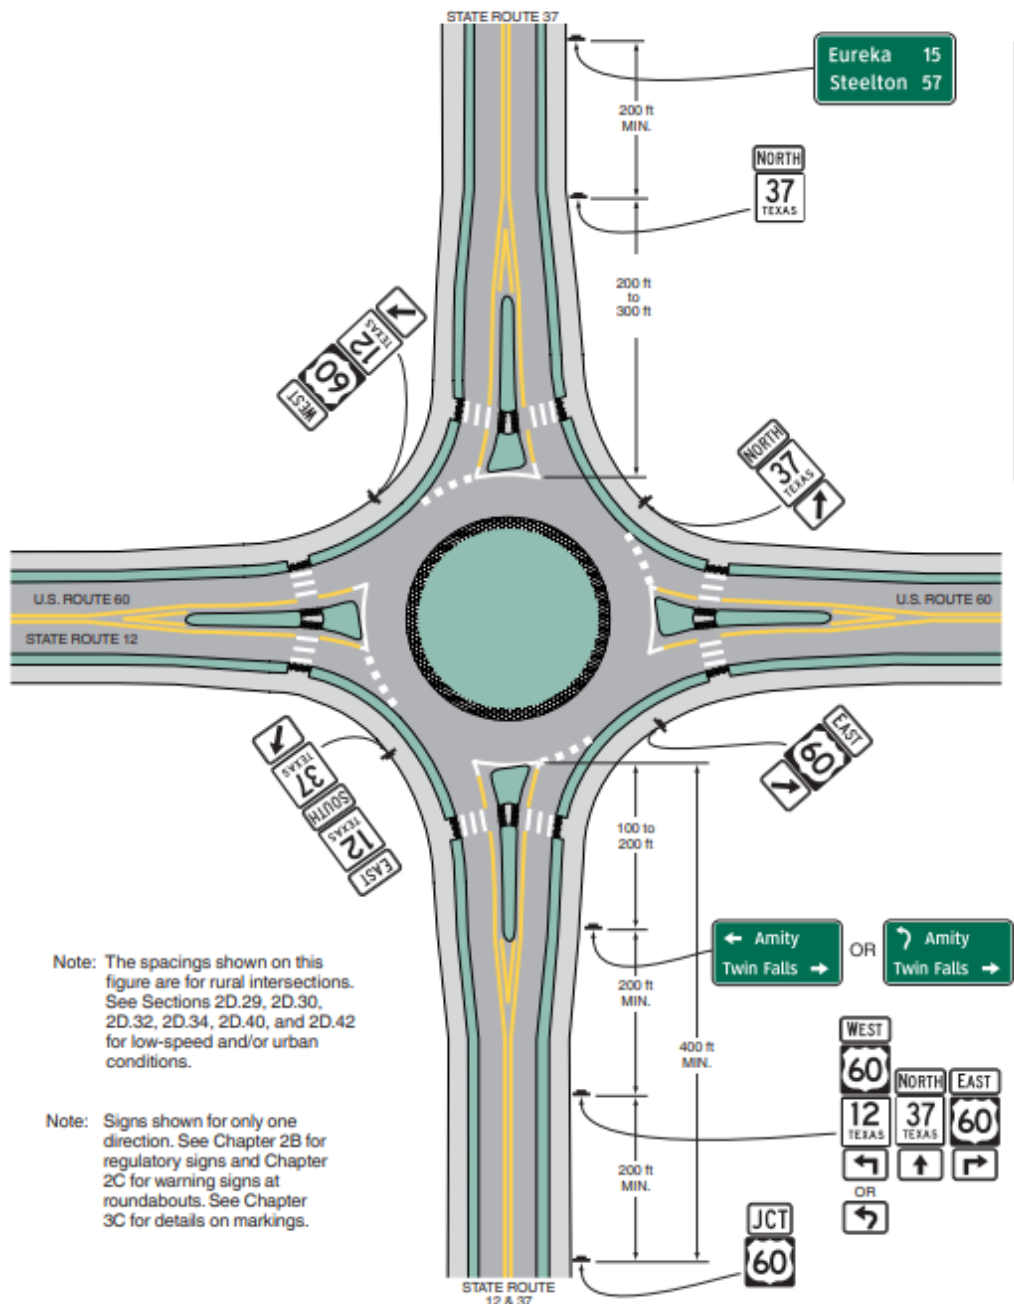 STATE ROUTE 37
Eureka 15
Steelton 57
200 ft
MIN.
NORTH
37
TEXAS
200 ft
to
300 ft
12
TEXAS
60
WEST
NORTH
37
TEXAS
U.S. ROUTE 60
STATE ROUTE 12
U.S. ROUTE 60
37
TEXAS
SOUTH
12
TEXAS
EAST
EAST
60
100 to
200 ft
← Amity
Twin Falls →
OR
Amity
Twin Falls →
200 ft
MIN.
400 ft
MIN.
Note: The spacings shown on this
figure are for rural intersections.
See Sections 2D.29, 2D.30,
2D.32, 2D.34, 2D.40, and 2D.42
for low-speed and/or urban
conditions.
WEST
60
12
TEXAS
NORTH
37
TEXAS
EAST
60
OR
200 ft
MIN.
Note: Signs shown for only one
direction. See Chapter 2B for
regulatory signs and Chapter
2C for warning signs at
roundabouts. See Chapter
3C for details on markings.
JCT
60
STATE ROUTE
12 & 37